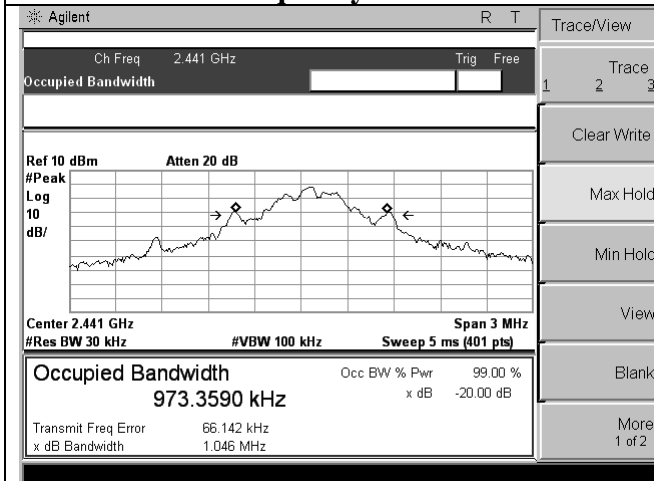 Agilent R T
Ch Freq 2.441 GHz Trig Free
Occupied Bandwidth
Ref 10 dBm Atten 20 dB
#Peak
Log
10
dB/
Center 2.441 GHz Span 3 MHz
#Res BW 30 kHz #VBW 100 kHz Sweep 5 ms (401 pts)
Occupied Bandwidth Occ BW % Pwr 99.00 %
973.3590 kHz x dB -20.00 dB
Transmit Freq Error 66.142 kHz
x dB Bandwidth 1.046 MHz
Trace/View
Trace
1 2 3
Clear Write
Max Hold
Min Hold
View
Blank
More
1 of 2